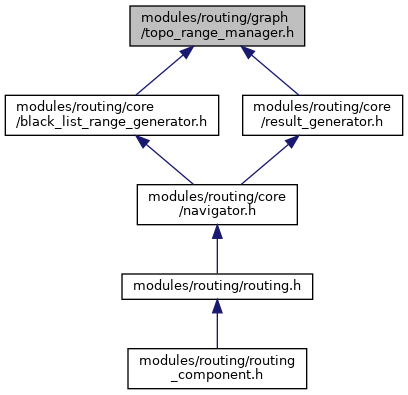 modules/routing/graph
/topo_range_manager.h
modules/routing/core
/black_list_range_generator.h
modules/routing/core
/result_generator.h
modules/routing/core
/navigator.h
modules/routing/routing.h
modules/routing/routing
_component.h